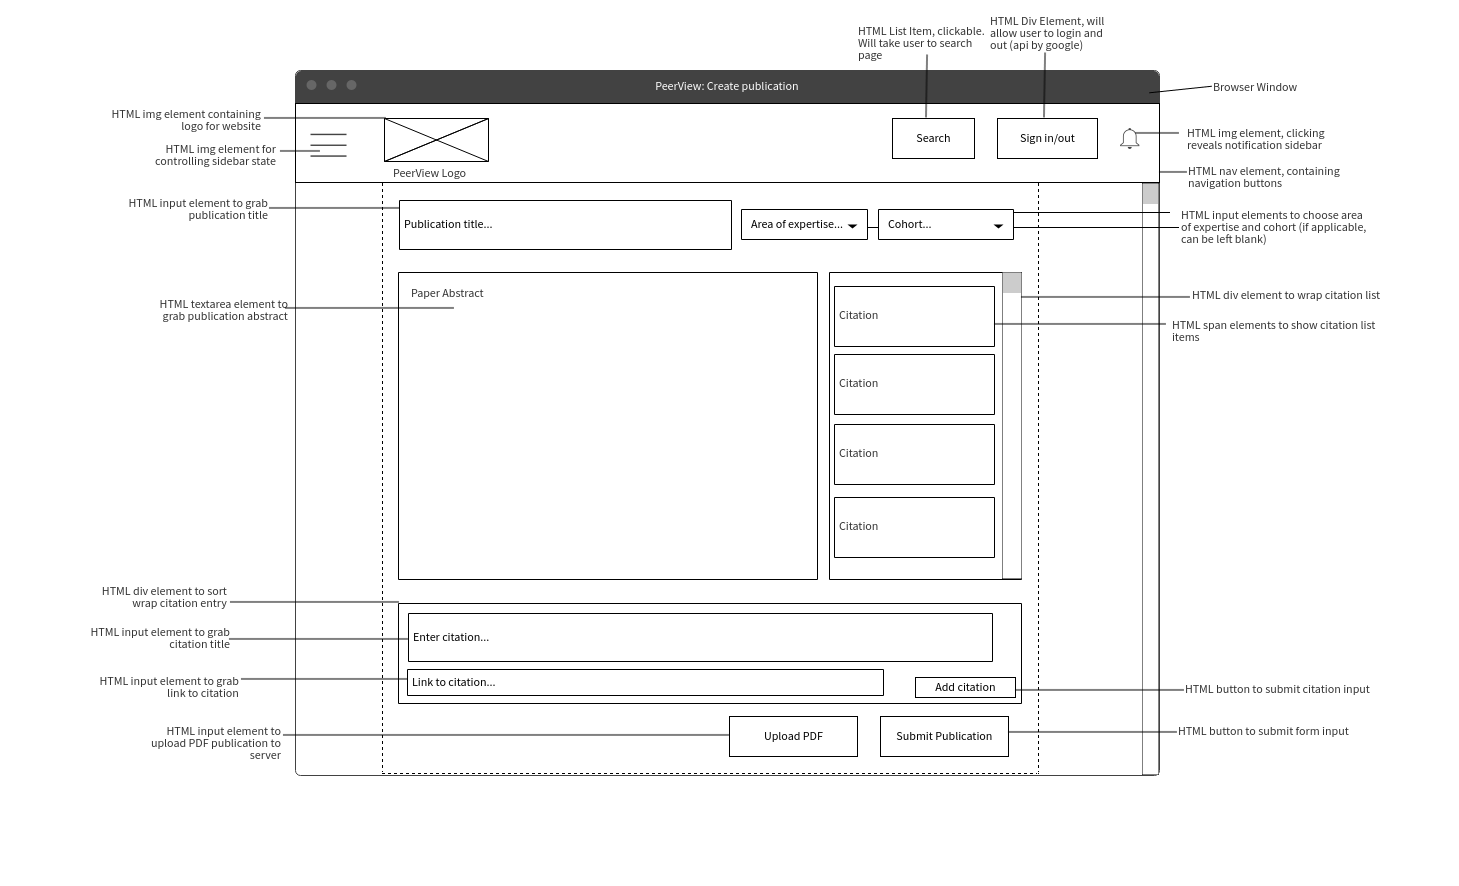 HTML List Item, clickable.
Will take user to search
page
HTML Div Element, will
allow user to login and
out (api by google)
PeerView: Create publication
Browser Window
HTML img element containing
logo for website
HTML img element for
controlling sidebar state
PeerView Logo
Search
Sign in/out
HTML img element, clicking
reveals notification sidebar
HTML nav element, containing
navigation buttons
HTML input element to grab
publication title
Publication title...
Area of expertise...
Cohort...
HTML input elements to choose area
of expertise and cohort (if applicable,
can be left blank)
HTML textarea element to
grab publication abstract
Paper Abstract
Citation
Citation
Citation
Citation
HTML div element to wrap citation list
HTML span elements to show citation list
items
HTML div element to sort
wrap citation entry
HTML input element to grab
citation title
Enter citation...
HTML input element to grab
link to citation
Link to citation...
Add citation
HTML button to submit citation input
HTML input element to
upload PDF publication to
server
Upload PDF
Submit Publication
HTML button to submit form input